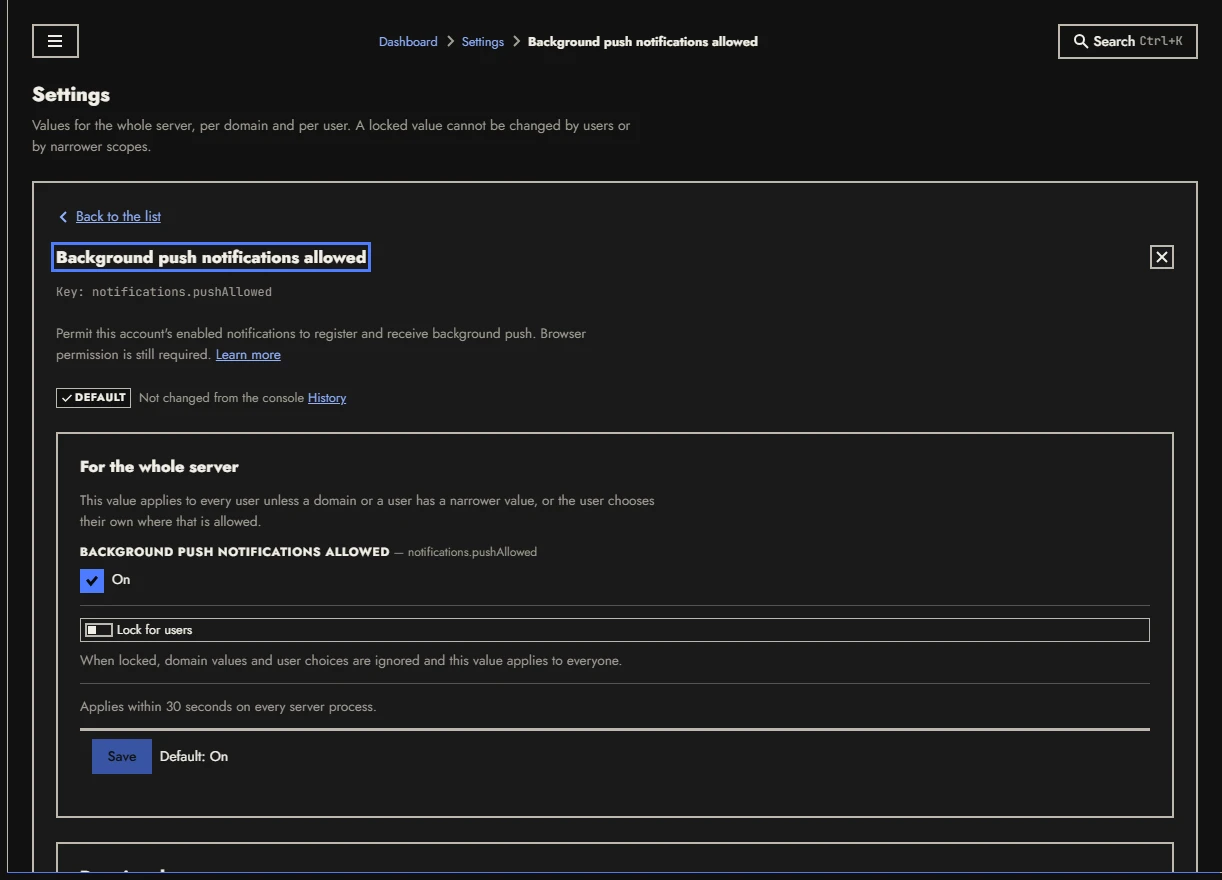 Dashboard > Settings > Background push notifications allowed
Search Ctrl+K
Settings
Values for the whole server, per domain and per user. A locked value cannot be changed by users or
by narrower scopes.
Back to the list
Background push notifications allowed
Key: notifications.pushAllowed
Permit this account's enabled notifications to register and receive background push. Browser
permission is still required. Learn more
DEFAULT Not changed from the console History
For the whole server
This value applies to every user unless a domain or a user has a narrower value, or the user chooses
their own where that is allowed.
BACKGROUND PUSH NOTIFICATIONS ALLOWED — notifications.pushAllowed
On
Lock for users
When locked, domain values and user choices are ignored and this value applies to everyone.
Applies within 30 seconds on every server process.
Save Default: On